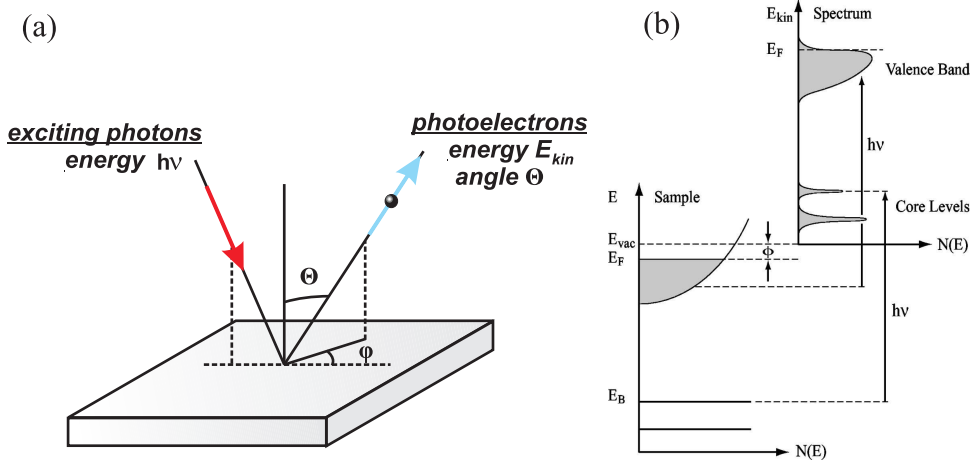 (a)
exciting photons
energy hν
photoelectrons
energy E_kin
angle Θ
Θ
φ
(b)
E_kin Spectrum
E_F
Valence Band
hν
Core Levels
N(E)
E Sample
E_vac
E_F
Φ
hν
E_B
N(E)